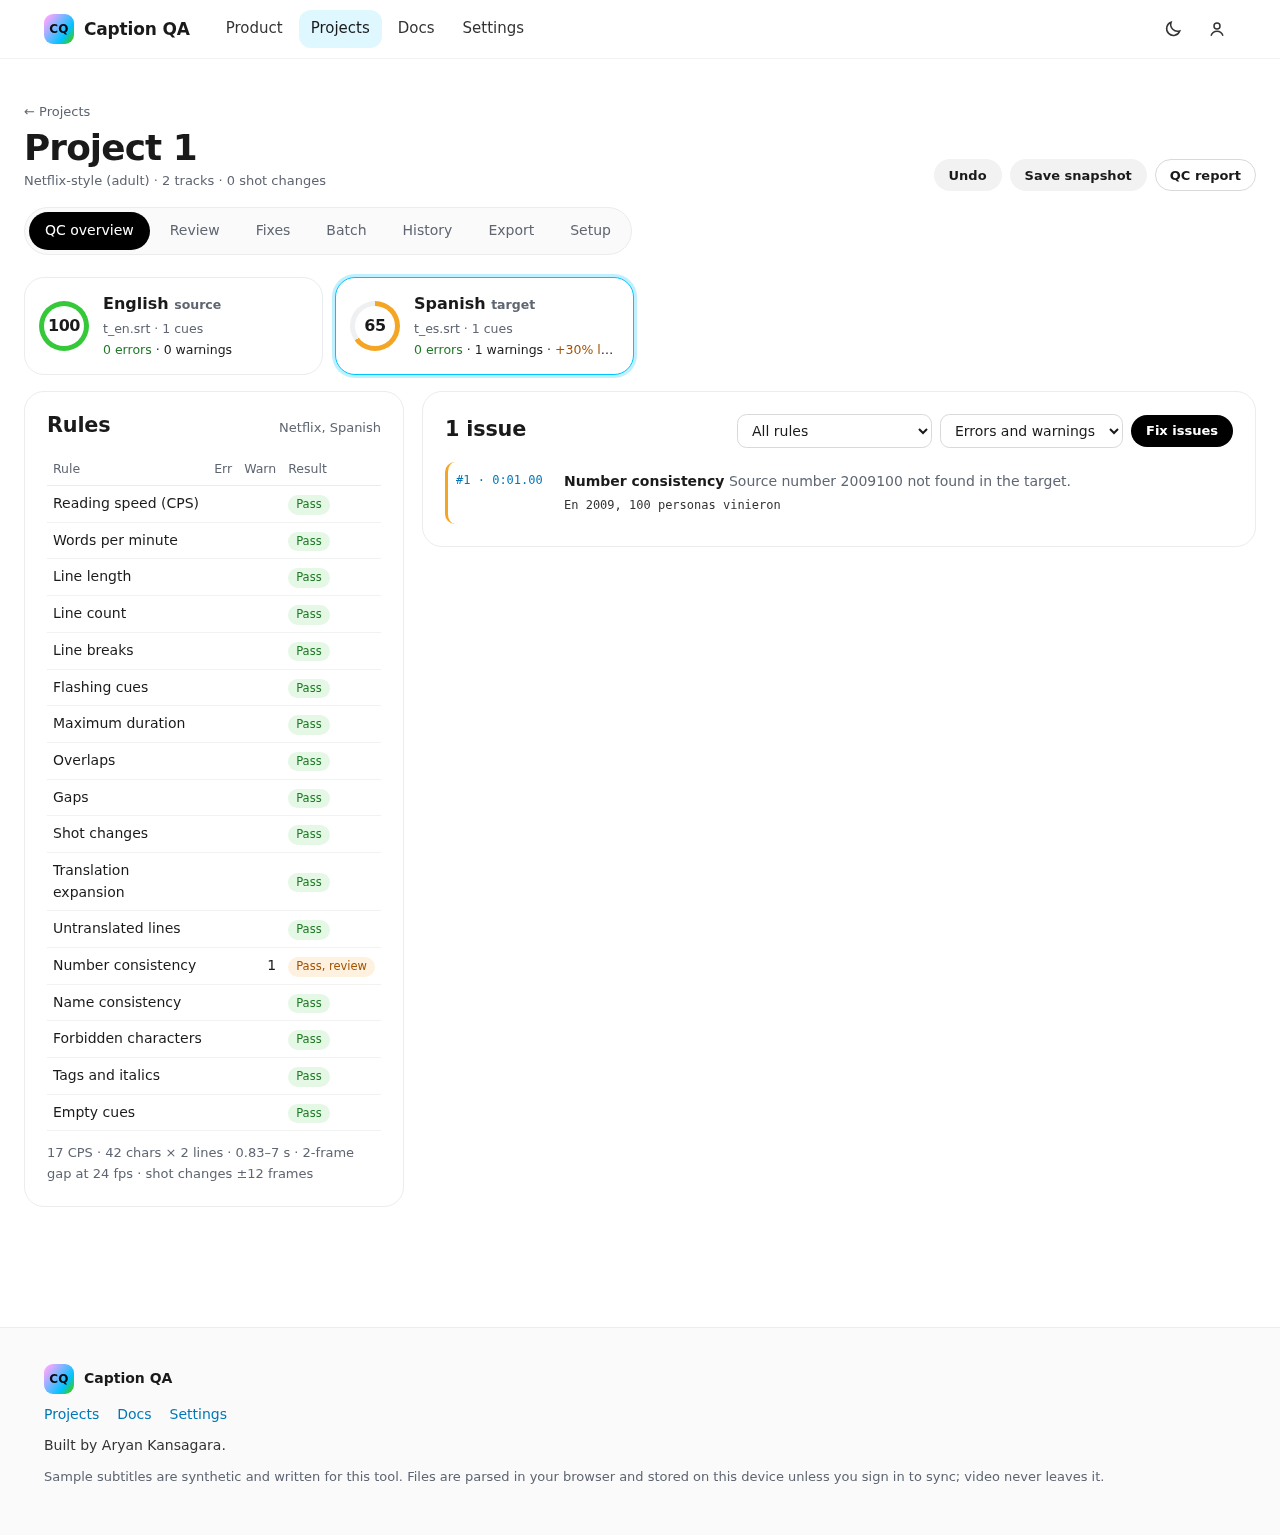 CQ Caption QA Product Projects Docs Settings
← Projects
Project 1
Netflix-style (adult) · 2 tracks · 0 shot changes
Undo Save snapshot QC report
QC overview Review Fixes Batch History Export Setup
100 English source
t_en.srt · 1 cues
0 errors · 0 warnings
65 Spanish target
t_es.srt · 1 cues
0 errors · 1 warnings · +30% l…
Rules Netflix, Spanish
Rule Err Warn Result
Reading speed (CPS) Pass
Words per minute Pass
Line length Pass
Line count Pass
Line breaks Pass
Flashing cues Pass
Maximum duration Pass
Overlaps Pass
Gaps Pass
Shot changes Pass
Translation
expansion Pass
Untranslated lines Pass
Number consistency 1 Pass, review
Name consistency Pass
Forbidden characters Pass
Tags and italics Pass
Empty cues Pass
17 CPS · 42 chars × 2 lines · 0.83–7 s · 2-frame
gap at 24 fps · shot changes ±12 frames
1 issue All rules Errors and warnings Fix issues
#1 · 0:01.00 Number consistency Source number 2009100 not found in the target.
En 2009, 100 personas vinieron
CQ Caption QA
Projects Docs Settings
Built by Aryan Kansagara.
Sample subtitles are synthetic and written for this tool. Files are parsed in your browser and stored on this device unless you sign in to sync; video never leaves it.